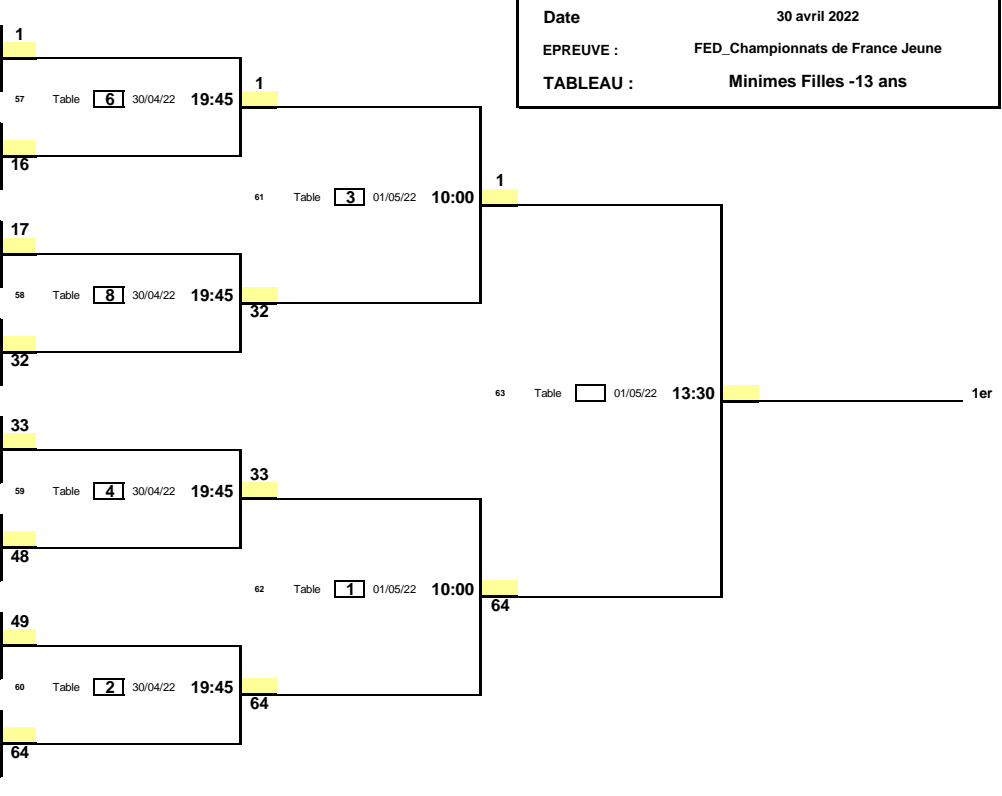 Date 30 avril 2022
EPREUVE : FED_Championnats de France Jeune
TABLEAU : Minimes Filles -13 ans
1
57 Table 6 30/04/22 19:45
1
16
61 Table 3 01/05/22 10:00
1
17
58 Table 8 30/04/22 19:45
32
32
63 Table 01/05/22 13:30
1er
33
59 Table 4 30/04/22 19:45
33
48
62 Table 1 01/05/22 10:00
64
49
60 Table 2 30/04/22 19:45
64
64